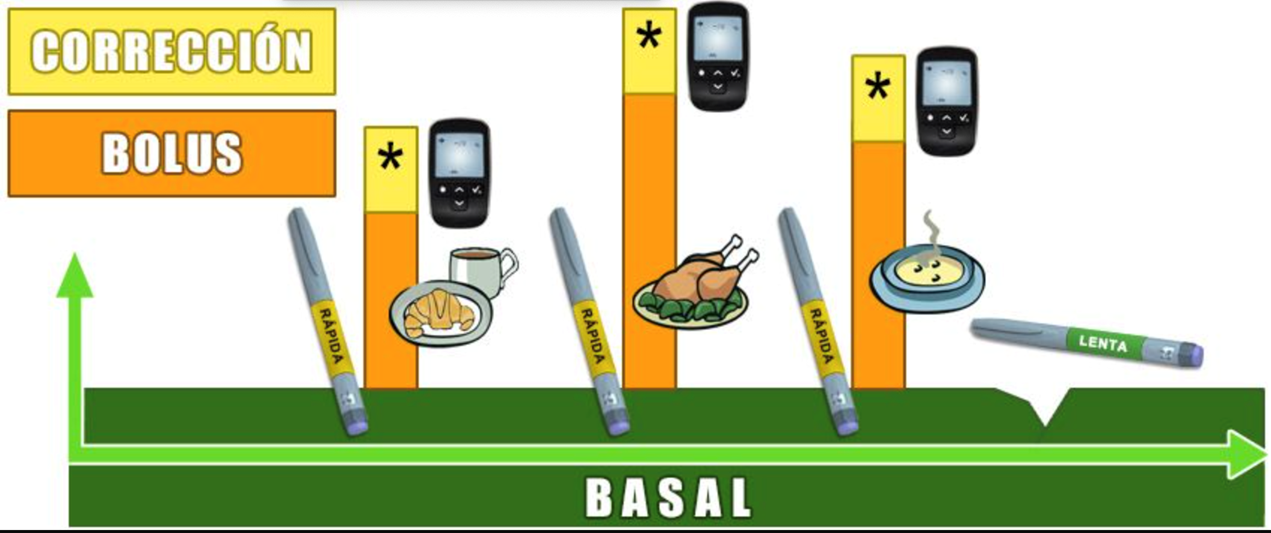 CORRECCIÓN
BOLUS
*
*
*
RÁPIDA
RÁPIDA
RÁPIDA
LENTA
BASAL